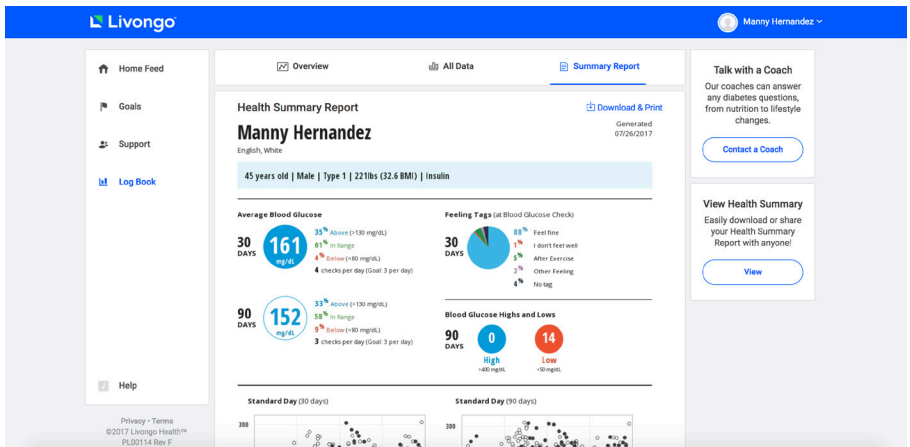 Livongo
Manny Hernandez
Home Feed
Goals
Support
Log Book
Help
Privacy • Terms
©2017 Livongo Health™
PL00114 Rev F
Overview
All Data
Summary Report
Health Summary Report
Download & Print
Manny Hernandez
Generated
07/26/2017
English, White
45 years old | Male | Type 1 | 221lbs (32.6 BMI) | Insulin
Average Blood Glucose
30
DAYS
161
mg/dL
35% Above (>130 mg/dL)
61% In Range
4% Below (<80 mg/dL)
4 checks per day (Goal: 3 per day)
90
DAYS
152
mg/dL
33% Above (>130 mg/dL)
58% In Range
9% Below (<80 mg/dL)
3 checks per day (Goal: 3 per day)
Feeling Tags (at Blood Glucose Check)
30
DAYS
88% Feel fine
1% I don't feel well
5% After Exercise
2% Other Feeling
4% No tag
Blood Glucose Highs and Lows
90
DAYS
0
High
>400 mg/dL
14
Low
<50 mg/dL
Standard Day (30 days)
300
Standard Day (90 days)
300
Talk with a Coach
Our coaches can answer
any diabetes questions,
from nutrition to lifestyle
changes.
Contact a Coach
View Health Summary
Easily download or share
your Health Summary
Report with anyone!
View